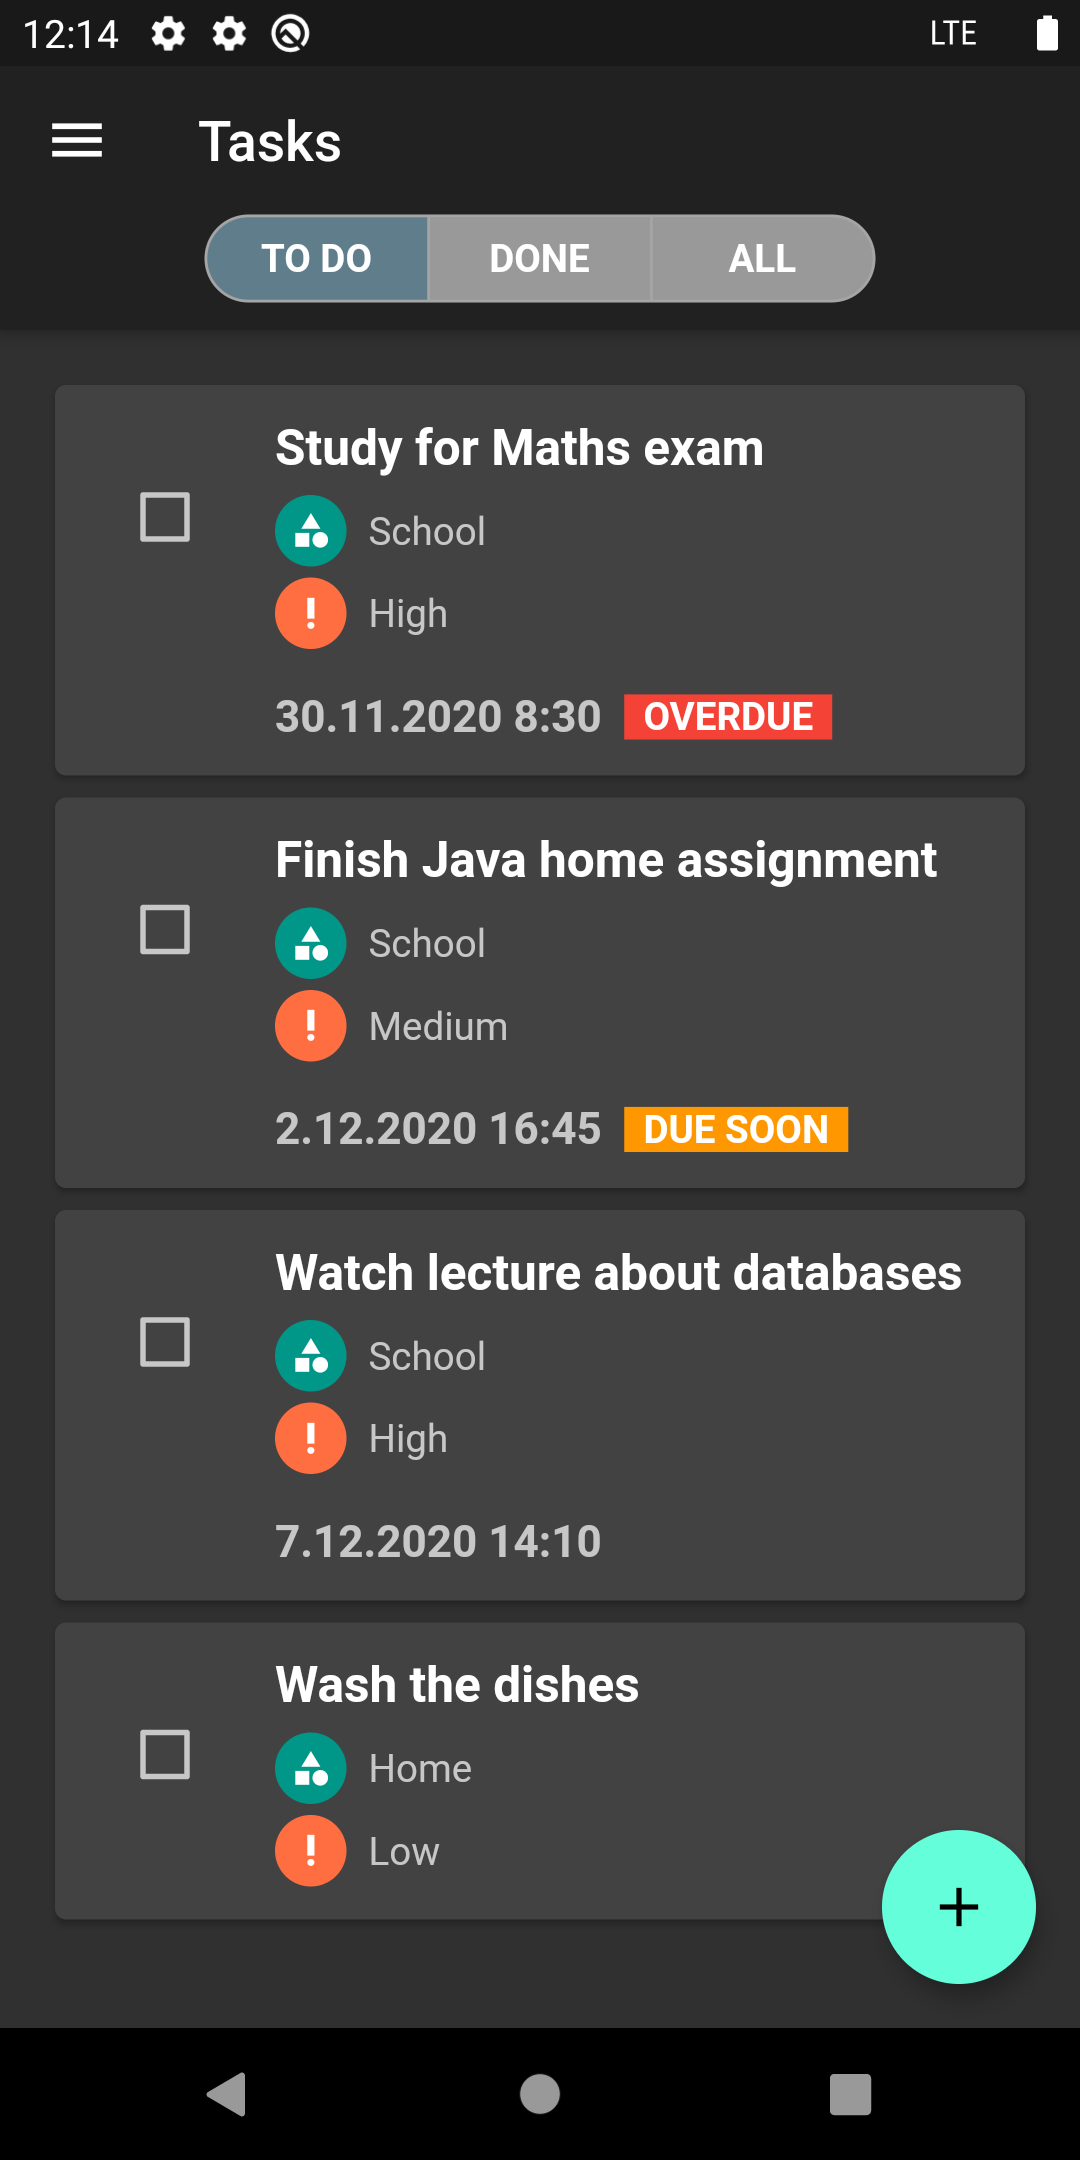 12:14 LTE
Tasks
TO DO DONE ALL
Study for Maths exam
School
High
30.11.2020 8:30 OVERDUE
Finish Java home assignment
School
Medium
2.12.2020 16:45 DUE SOON
Watch lecture about databases
School
High
7.12.2020 14:10
Wash the dishes
Home
Low